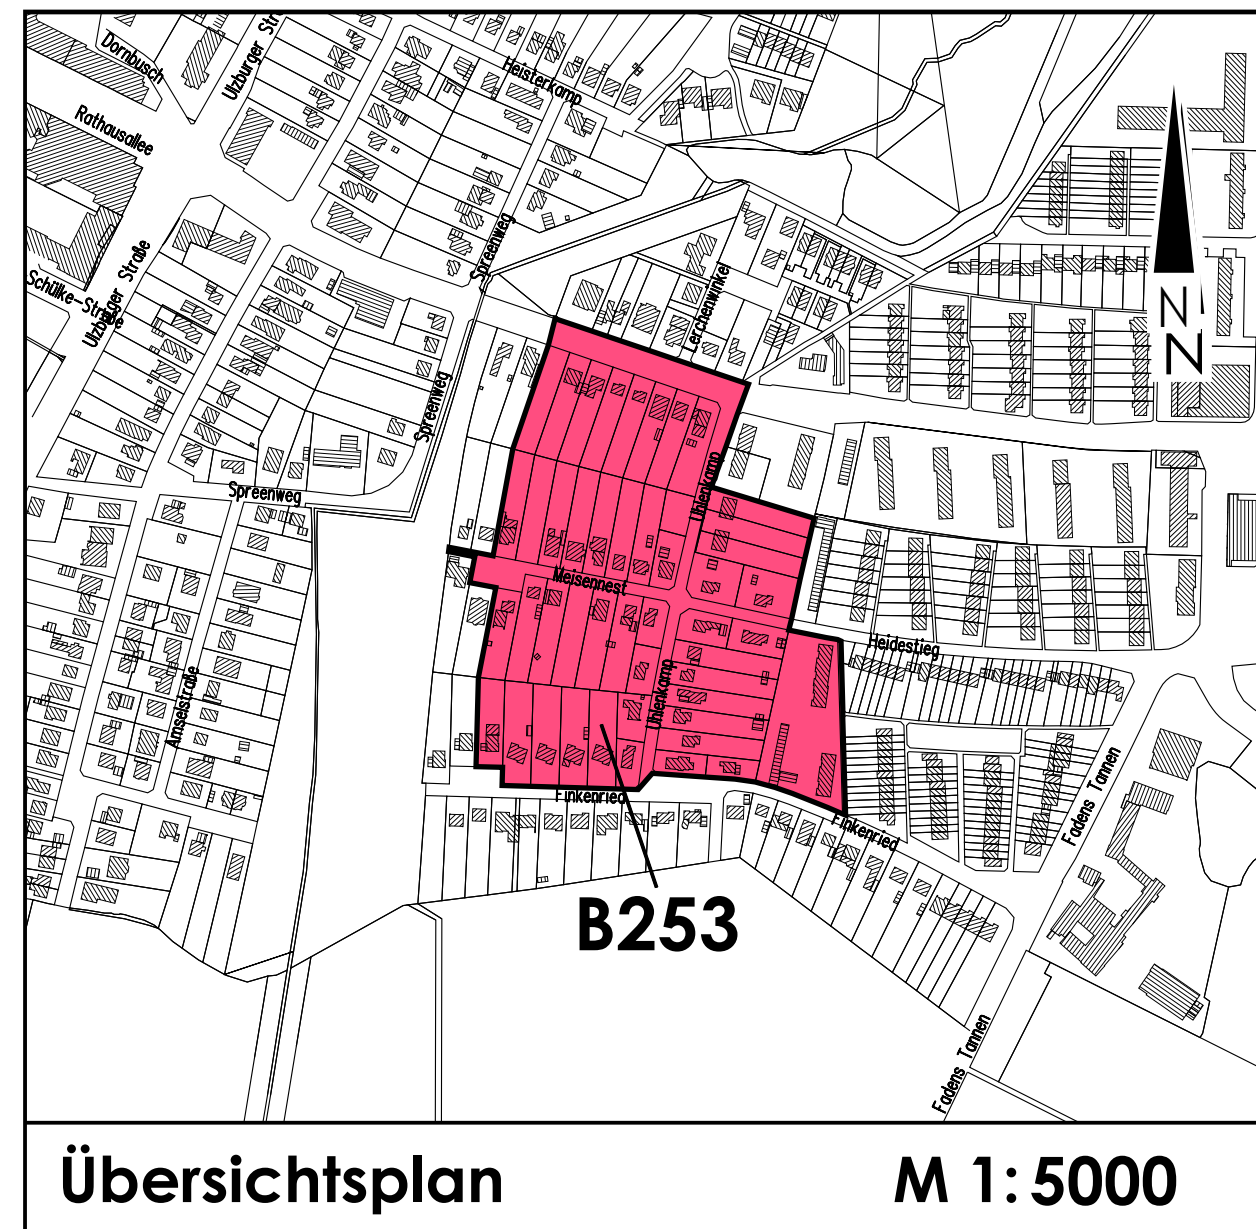 Dornbusch
Ulzburger Str
Heisterkamp
Rathausallee
Spreenweg
Ulzburger Straße
Schülke-Straße
Lerchenwinkel
N
N
Spreenweg
Uhlenkamp
Spreenweg
Meisennest
Heidestieg
Amselstraße
Uhlenkamp
Fadens Tannen
Finkenried
Finkenried
B253
Fadens Tannen
Übersichtsplan M 1: 5000